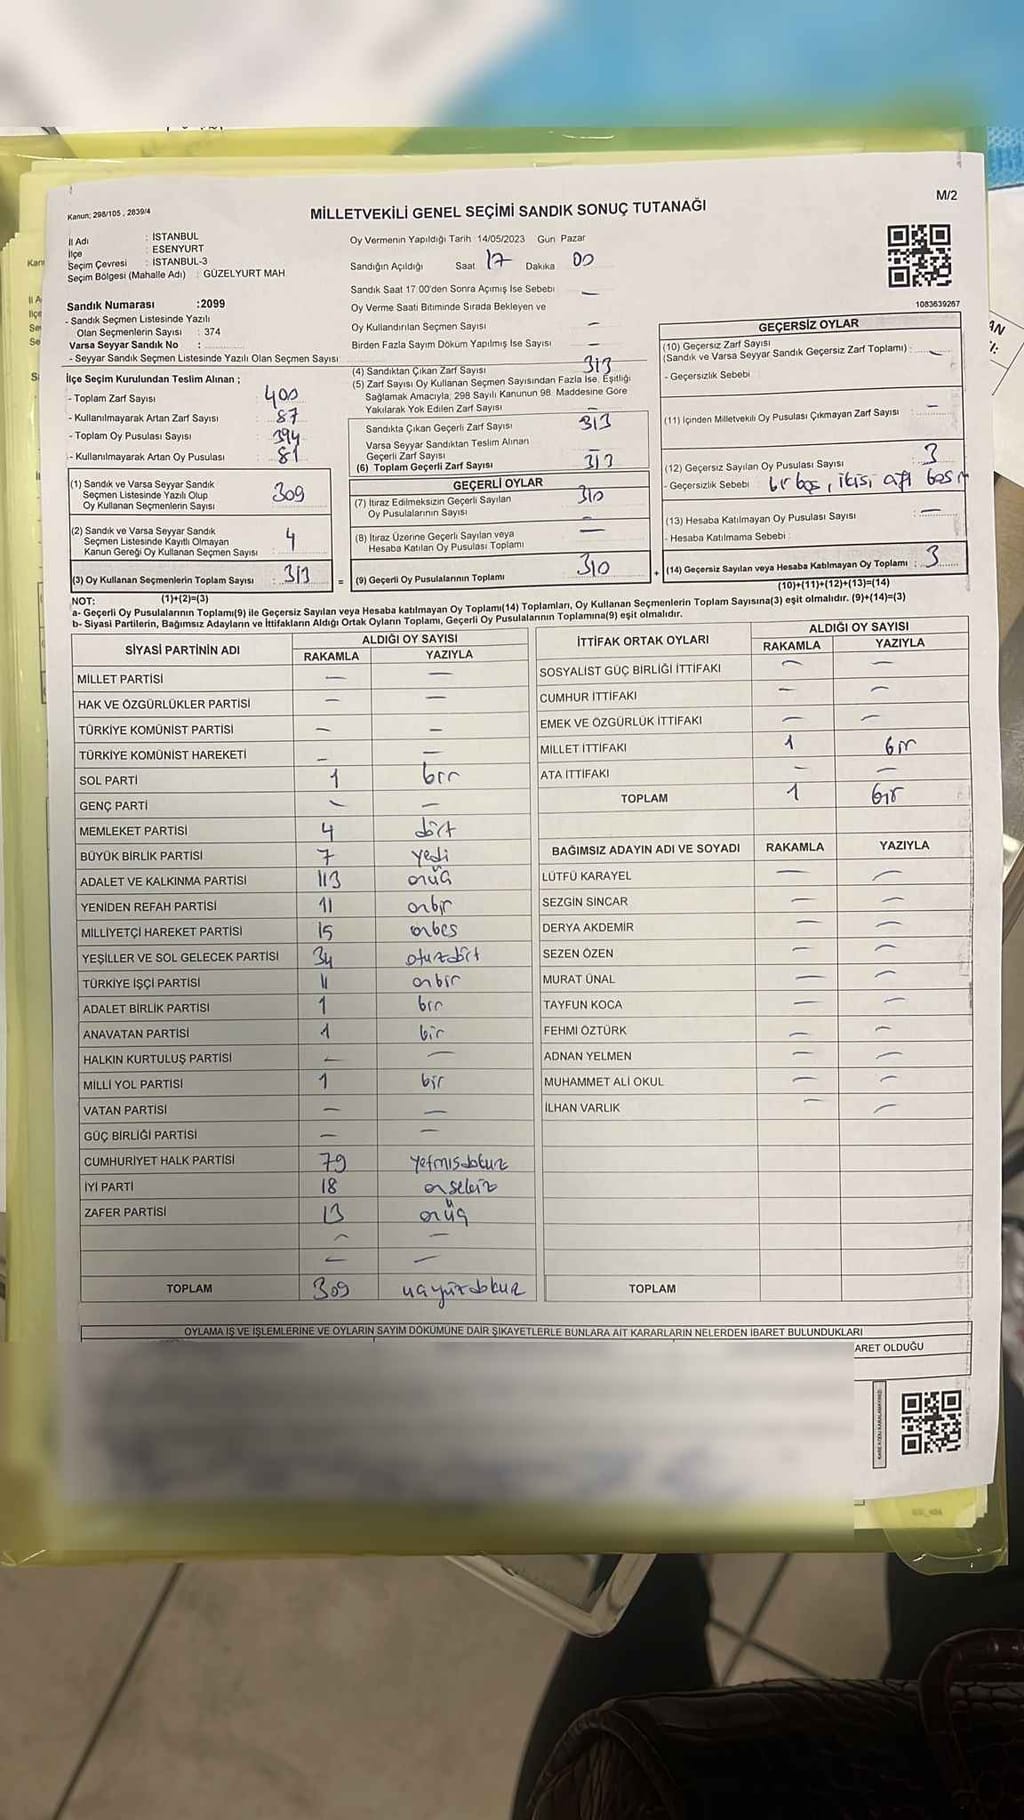 Kanun; 298/105 , 2839/4
MİLLETVEKİLİ GENEL SEÇİMİ SANDIK SONUÇ TUTANAĞI
M/2
İl Adı : İSTANBUL
İlçe : ESENYURT
Seçim Çevresi : İSTANBUL-3
Seçim Bölgesi (Mahalle Adı) : GÜZELYURT MAH
Oy Vermenin Yapıldığı Tarih :14/05/2023 Gün Pazar
Sandığın Açıldığı Saat 17 Dakika 00
Sandık Saat 17:00'den Sonra Açımış İse Sebebi —
Oy Verme Saati Bitiminde Sırada Bekleyen ve
Oy Kullandırılan Seçmen Sayısı —
Birden Fazla Sayım Döküm Yapılmış İse Sayısı —
1083639267
Sandık Numarası :2099
- Sandık Seçmen Listesinde Yazılı
Olan Seçmenlerin Sayısı : 374
Varsa Seyyar Sandık No :
- Seyyar Sandık Seçmen Listesinde Yazılı Olan Seçmen Sayısı
İlçe Seçim Kurulundan Teslim Alınan ;
- Toplam Zarf Sayısı 400
- Kullanılmayarak Artan Zarf Sayısı 87
- Toplam Oy Pusulası Sayısı 394
- Kullanılmayarak Artan Oy Pusulası 81
(1) Sandık ve Varsa Seyyar Sandık
Seçmen Listesinde Yazılı Olup
Oy Kullanan Seçmenlerin Sayısı 309
(2) Sandık ve Varsa Seyyar Sandık
Seçmen Listesinde Kayıtlı Olmayan
Kanun Gereği Oy Kullanan Seçmen Sayısı 4
(3) Oy Kullanan Seçmenlerin Toplam Sayısı : 313
(4) Sandıktan Çıkan Zarf Sayısı 313
(5) Zarf Sayısı Oy Kullanan Seçmen Sayısından Fazla İse, Eşitliği
Sağlamak Amacıyla, 298 Sayılı Kanunun 98. Maddesine Göre
Yakılarak Yok Edilen Zarf Sayısı —
Sandıkta Çıkan Geçerli Zarf Sayısı 313
Varsa Seyyar Sandıktan Teslim Alınan
Geçerli Zarf Sayısı —
(6) Toplam Geçerli Zarf Sayısı 313
GEÇERLİ OYLAR
(7) İtiraz Edilmeksizin Geçerli Sayılan
Oy Pusulalarının Sayısı 310
(8) İtiraz Üzerine Geçerli Sayılan veya
Hesaba Katılan Oy Pusulası Toplamı —
= (9) Geçerli Oy Pusulalarının Toplamı 310
GEÇERSİZ OYLAR
(10) Geçersiz Zarf Sayısı
(Sandık ve Varsa Seyyar Sandık Geçersiz Zarf Toplamı) : —
- Geçersizlik Sebebi :
(11) İçinden Milletvekili Oy Pusulası Çıkmayan Zarf Sayısı —
(12) Geçersiz Sayılan Oy Pusulası Sayısı : 3
- Geçersizlik Sebebi : bir boş, ikisi
(13) Hesaba Katılmayan Oy Pusulası Sayısı : —
- Hesaba Katılmama Sebebi :
+ (14) Geçersiz Sayılan veya Hesaba Katılmayan Oy Toplamı : 3
NOT: (1)+(2)=(3) (10)+(11)+(12)+(13)=(14)
a- Geçerli Oy Pusulalarının Toplamı(9) ile Geçersiz Sayılan veya Hesaba katılmayan Oy Toplamı(14) Toplamları, Oy Kullanan Seçmenlerin Toplam Sayısına(3) eşit olmalıdır. (9)+(14)=(3)
b- Siyasi Partilerin, Bağımsız Adayların ve İttifakların Aldığı Ortak Oyların Toplamı, Geçerli Oy Pusulalarının Toplamına(9) eşit olmalıdır.
SİYASİ PARTİNİN ADI ALDIĞI OY SAYISI
RAKAMLA YAZIYLA
MİLLET PARTİSİ — —
HAK VE ÖZGÜRLÜKLER PARTİSİ — —
TÜRKİYE KOMÜNİST PARTİSİ — —
TÜRKİYE KOMÜNİST HAREKETİ — —
SOL PARTİ 1 bir
GENÇ PARTİ — —
MEMLEKET PARTİSİ 4 dört
BÜYÜK BİRLİK PARTİSİ 7 yedi
ADALET VE KALKINMA PARTİSİ 113 onüç
YENİDEN REFAH PARTİSİ 11 onbir
MİLLİYETÇİ HAREKET PARTİSİ 15 onbeş
YEŞİLLER VE SOL GELECEK PARTİSİ 34 otuzdört
TÜRKİYE İŞÇİ PARTİSİ 11 onbir
ADALET BİRLİK PARTİSİ 1 bir
ANAVATAN PARTİSİ 1 bir
HALKIN KURTULUŞ PARTİSİ — —
MİLLİ YOL PARTİSİ 1 bir
VATAN PARTİSİ — —
GÜÇ BİRLİĞİ PARTİSİ — —
CUMHURİYET HALK PARTİSİ 79 yetmişdokuz
İYİ PARTİ 18 onsekiz
ZAFER PARTİSİ 13 onüç
— —
— —
TOPLAM 309 üçyüzdokuz
İTTİFAK ORTAK OYLARI ALDIĞI OY SAYISI
RAKAMLA YAZIYLA
SOSYALİST GÜÇ BİRLİĞİ İTTİFAKI — —
CUMHUR İTTİFAKI — —
EMEK VE ÖZGÜRLÜK İTTİFAKI — —
MİLLET İTTİFAKI 1 bir
ATA İTTİFAKI — —
TOPLAM 1 bir
BAĞIMSIZ ADAYIN ADI VE SOYADI RAKAMLA YAZIYLA
LÜTFÜ KARAYEL — —
SEZGİN SINCAR — —
DERYA AKDEMİR — —
SEZEN ÖZEN — —
MURAT ÜNAL — —
TAYFUN KOCA — —
FEHMİ ÖZTÜRK — —
ADNAN YELMEN — —
MUHAMMET ALİ OKUL — —
İLHAN VARLIK — —
TOPLAM
OYLAMA İŞ VE İŞLEMLERİNE VE OYLARIN SAYIM DÖKÜMÜNE DAİR ŞİKAYETLERLE BUNLARA AİT KARARLARIN NELERDEN İBARET BULUNDUKLARI
ARET OLDUĞU